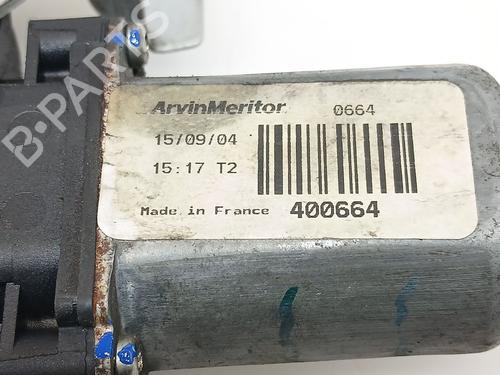 ArvinMeritor 0664
15/09/04
15:17 T2
Made in France 400664
B-PARTS